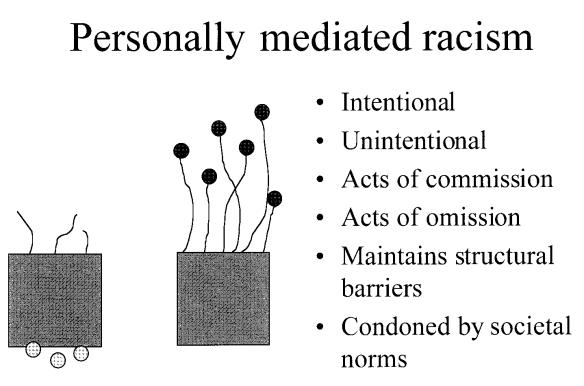 Personally mediated racism
• Intentional
• Unintentional
• Acts of commission
• Acts of omission
• Maintains structural
barriers
• Condoned by societal
norms